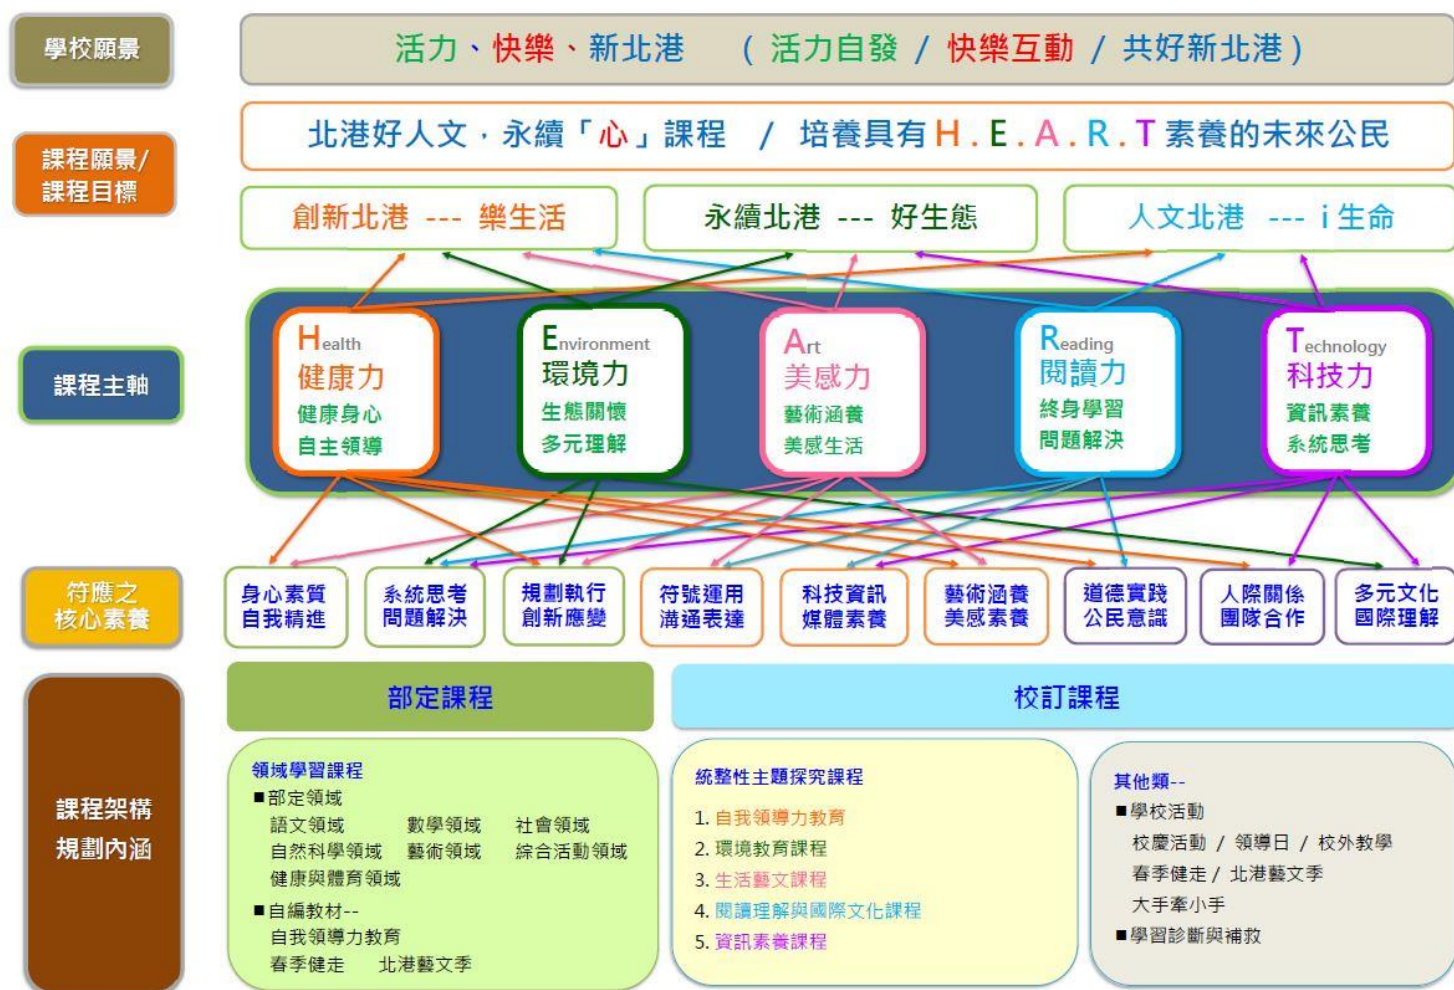 學校願景
活力、快樂、新北港 ( 活力自發 / 快樂互動 / 共好新北港 )
課程願景/
課程目標
北港好人文．永續「心」課程 / 培養具有 H . E . A . R . T 素養的未來公民
創新北港 --- 樂生活
永續北港 --- 好生態
人文北港 --- i 生命
課程主軸
Health
健康力
健康身心
自主領導
Environment
環境力
生態關懷
多元理解
Art
美感力
藝術涵養
美感生活
Reading
閱讀力
終身學習
問題解決
Technology
科技力
資訊素養
系統思考
符應之
核心素養
身心素質
自我精進
系統思考
問題解決
規劃執行
創新應變
符號運用
溝通表達
科技資訊
媒體素養
藝術涵養
美感素養
道德實踐
公民意識
人際關係
團隊合作
多元文化
國際理解
課程架構
規劃內涵
部定課程
校訂課程
領域學習課程
■部定領域
語文領域 數學領域 社會領域
自然科學領域 藝術領域 綜合活動領域
健康與體育領域
■自編教材--
自我領導力教育
春季健走 北港藝文季
統整性主題探究課程
1. 自我領導力教育
2. 環境教育課程
3. 生活藝文課程
4. 閱讀理解與國際文化課程
5. 資訊素養課程
其他類--
■學校活動
校慶活動 / 領導日 / 校外教學
春季健走 / 北港藝文季
大手牽小手
■學習診斷與補救